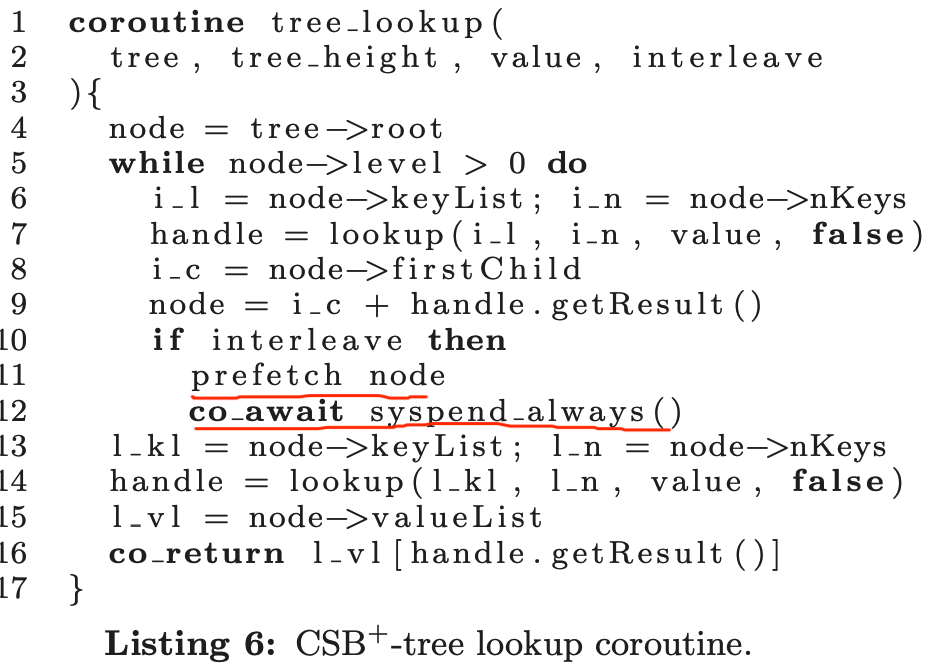 1 coroutine tree_lookup(
2 tree, tree_height, value, interleave
3 ){
4 node = tree->root
5 while node->level > 0 do
6 i_l = node->keyList; i_n = node->nKeys
7 handle = lookup(i_l, i_n, value, false)
8 i_c = node->firstChild
9 node = i_c + handle.getResult()
10 if interleave then
11 prefetch node
12 co_await syspend_always()
13 l_kl = node->keyList; l_n = node->nKeys
14 handle = lookup(l_kl, l_n, value, false)
15 l_vl = node->valueList
16 co_return l_vl[handle.getResult()]
17 }
Listing 6: CSB⁺-tree lookup coroutine.